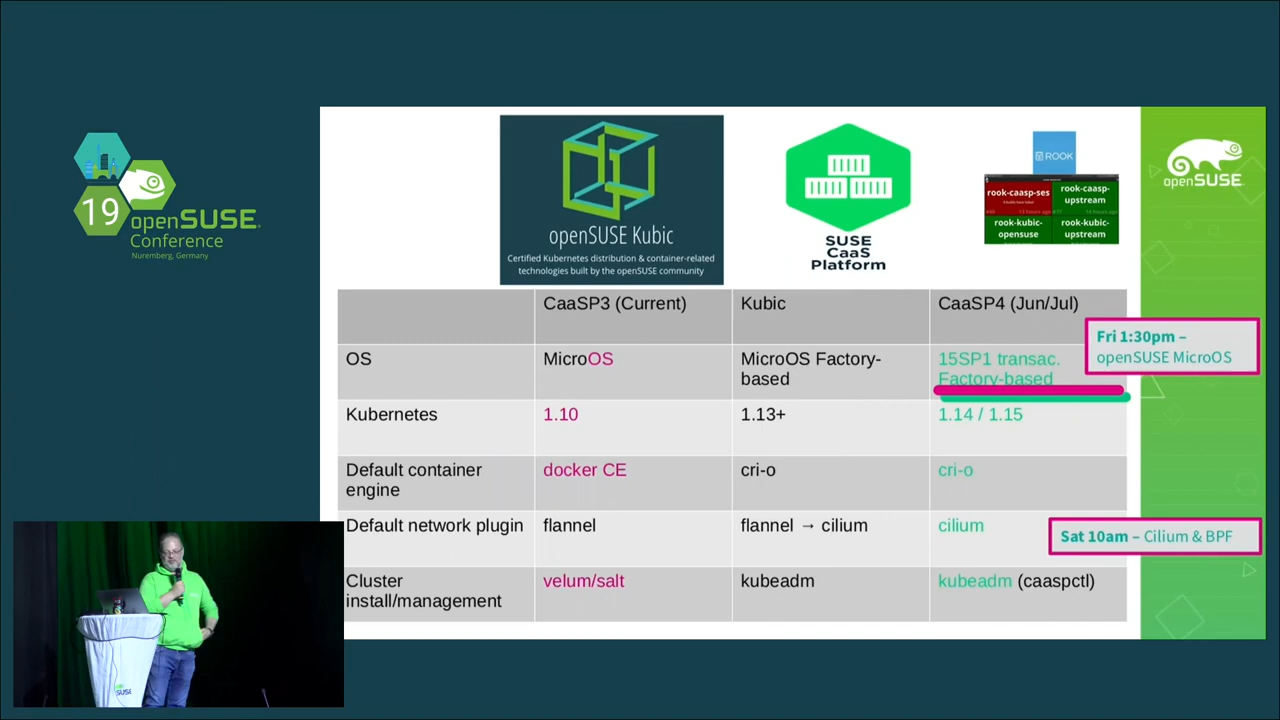 19
openSUSE
Conference
Nuremberg, Germany
openSUSE Kubic
Certified Kubernetes distribution & container-related
technologies built by the openSUSE community
SUSE
CaaS
Platform
ROOK
rook-caasp-ses
rook-caasp-
upstream
rook-kubic-
opensuse
rook-kubic-
upstream
openSUSE
CaaSP3 (Current)
Kubic
CaaSP4 (Jun/Jul)
OS
MicroOS
MicroOS Factory-
based
15SP1 transac.
Factory-based
Fri 1:30pm –
openSUSE MicroOS
Kubernetes
1.10
1.13+
1.14 / 1.15
Default container
engine
docker CE
cri-o
cri-o
Default network plugin
flannel
flannel → cilium
cilium
Sat 10am – Cilium & BPF
Cluster
install/management
velum/salt
kubeadm
kubeadm (caaspctl)
SUSE